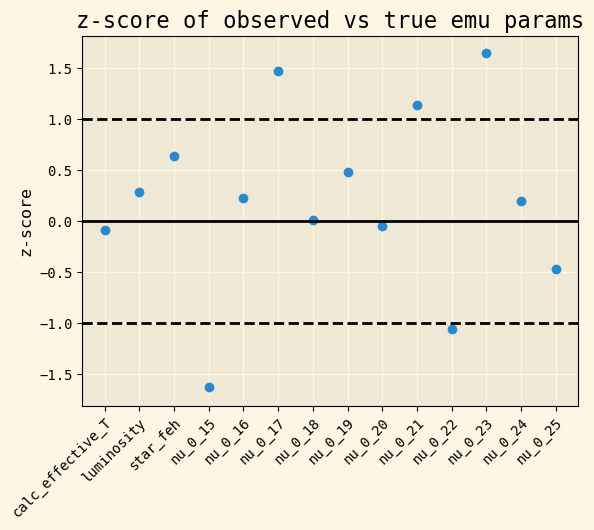 z-score of observed vs true emu params
z-score
1.5
1.0
0.5
0.0
−0.5
−1.0
−1.5
calc_effective_T
luminosity
star_feh
nu_0_15
nu_0_16
nu_0_17
nu_0_18
nu_0_19
nu_0_20
nu_0_21
nu_0_22
nu_0_23
nu_0_24
nu_0_25